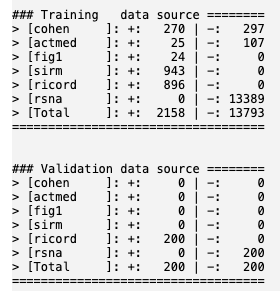 ### Training   data source ========
> [cohen     ]: +:   270 | -:   297
> [actmed    ]: +:    25 | -:   107
> [fig1      ]: +:    24 | -:     0
> [sirm      ]: +:   943 | -:     0
> [ricord    ]: +:   896 | -:     0
> [rsna      ]: +:     0 | -: 13389
> [Total     ]: +:  2158 | -: 13793
===================================
### Validation data source ========
> [cohen     ]: +:     0 | -:     0
> [actmed    ]: +:     0 | -:     0
> [fig1      ]: +:     0 | -:     0
> [sirm      ]: +:     0 | -:     0
> [ricord    ]: +:   200 | -:     0
> [rsna      ]: +:     0 | -:   200
> [Total     ]: +:   200 | -:   200
===================================